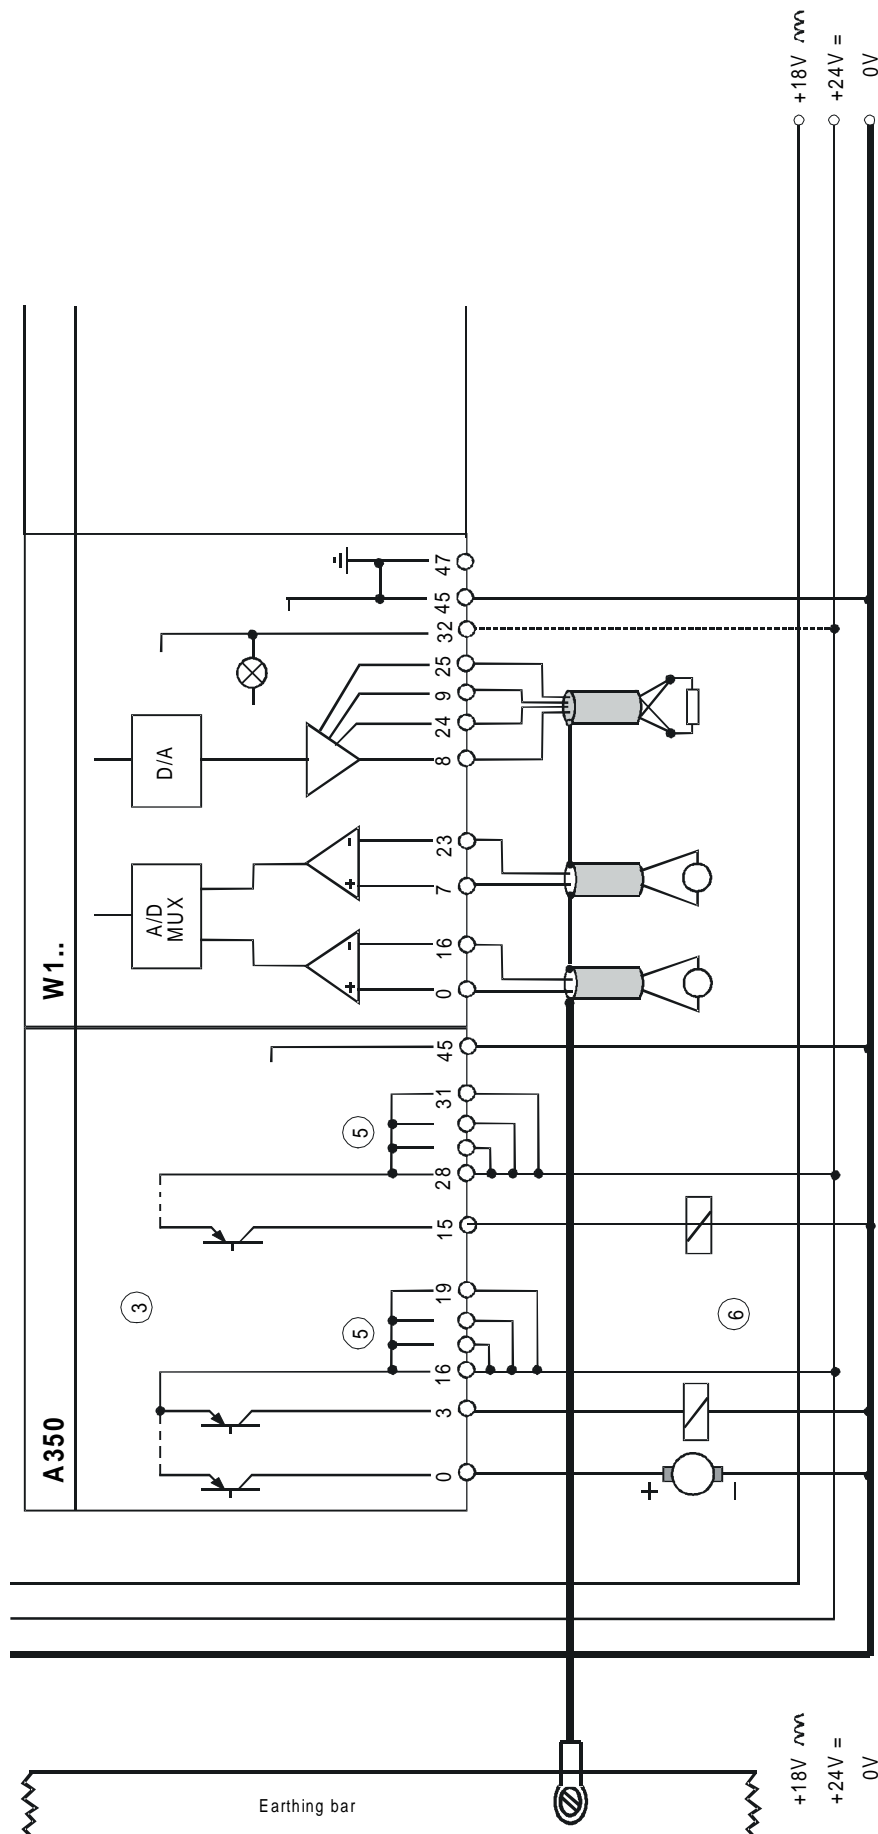 +18V
+24V =
0V
W1..
D/A
A/D
MUX
47
45
32
25
9
24
8
23
7
16
0
+
-
+
-
A350
45
31
28
15
19
16
3
0
5
3
5
6
+
−
+18V
+24V =
0V
Earthing bar